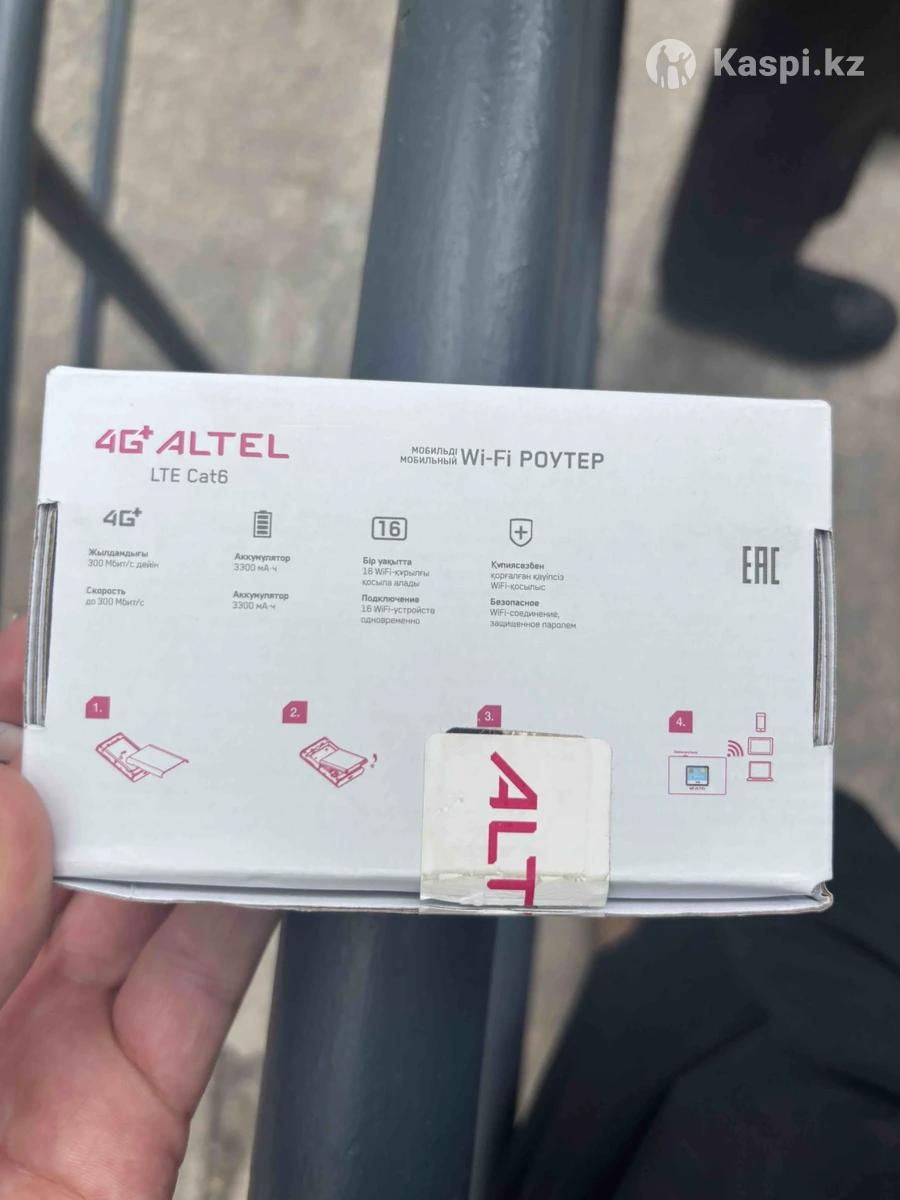 Kaspi.kz
4G+ ALTEL
LTE Cat6
МОБИЛЬДІ
МОБИЛЬНЫЙ
Wi-Fi РОУТЕР
4G+
Жылдамдығы
300 Мбит/с дейін
Скорость
до 300 Мбит/с
Аккумулятор
3300 мА·ч
Аккумулятор
3300 мА·ч
16
Бір уақытта
16 WiFi-құрылғы
қосыла алады
Подключение
16 WiFi-устройств
одновременно
Құпиясөзбен
қорғалған қауіпсіз
WiFi-қосылыс
Безопасное
WiFi-соединение,
защищенное паролем
EAC
1.
2.
3.
4.
ALT